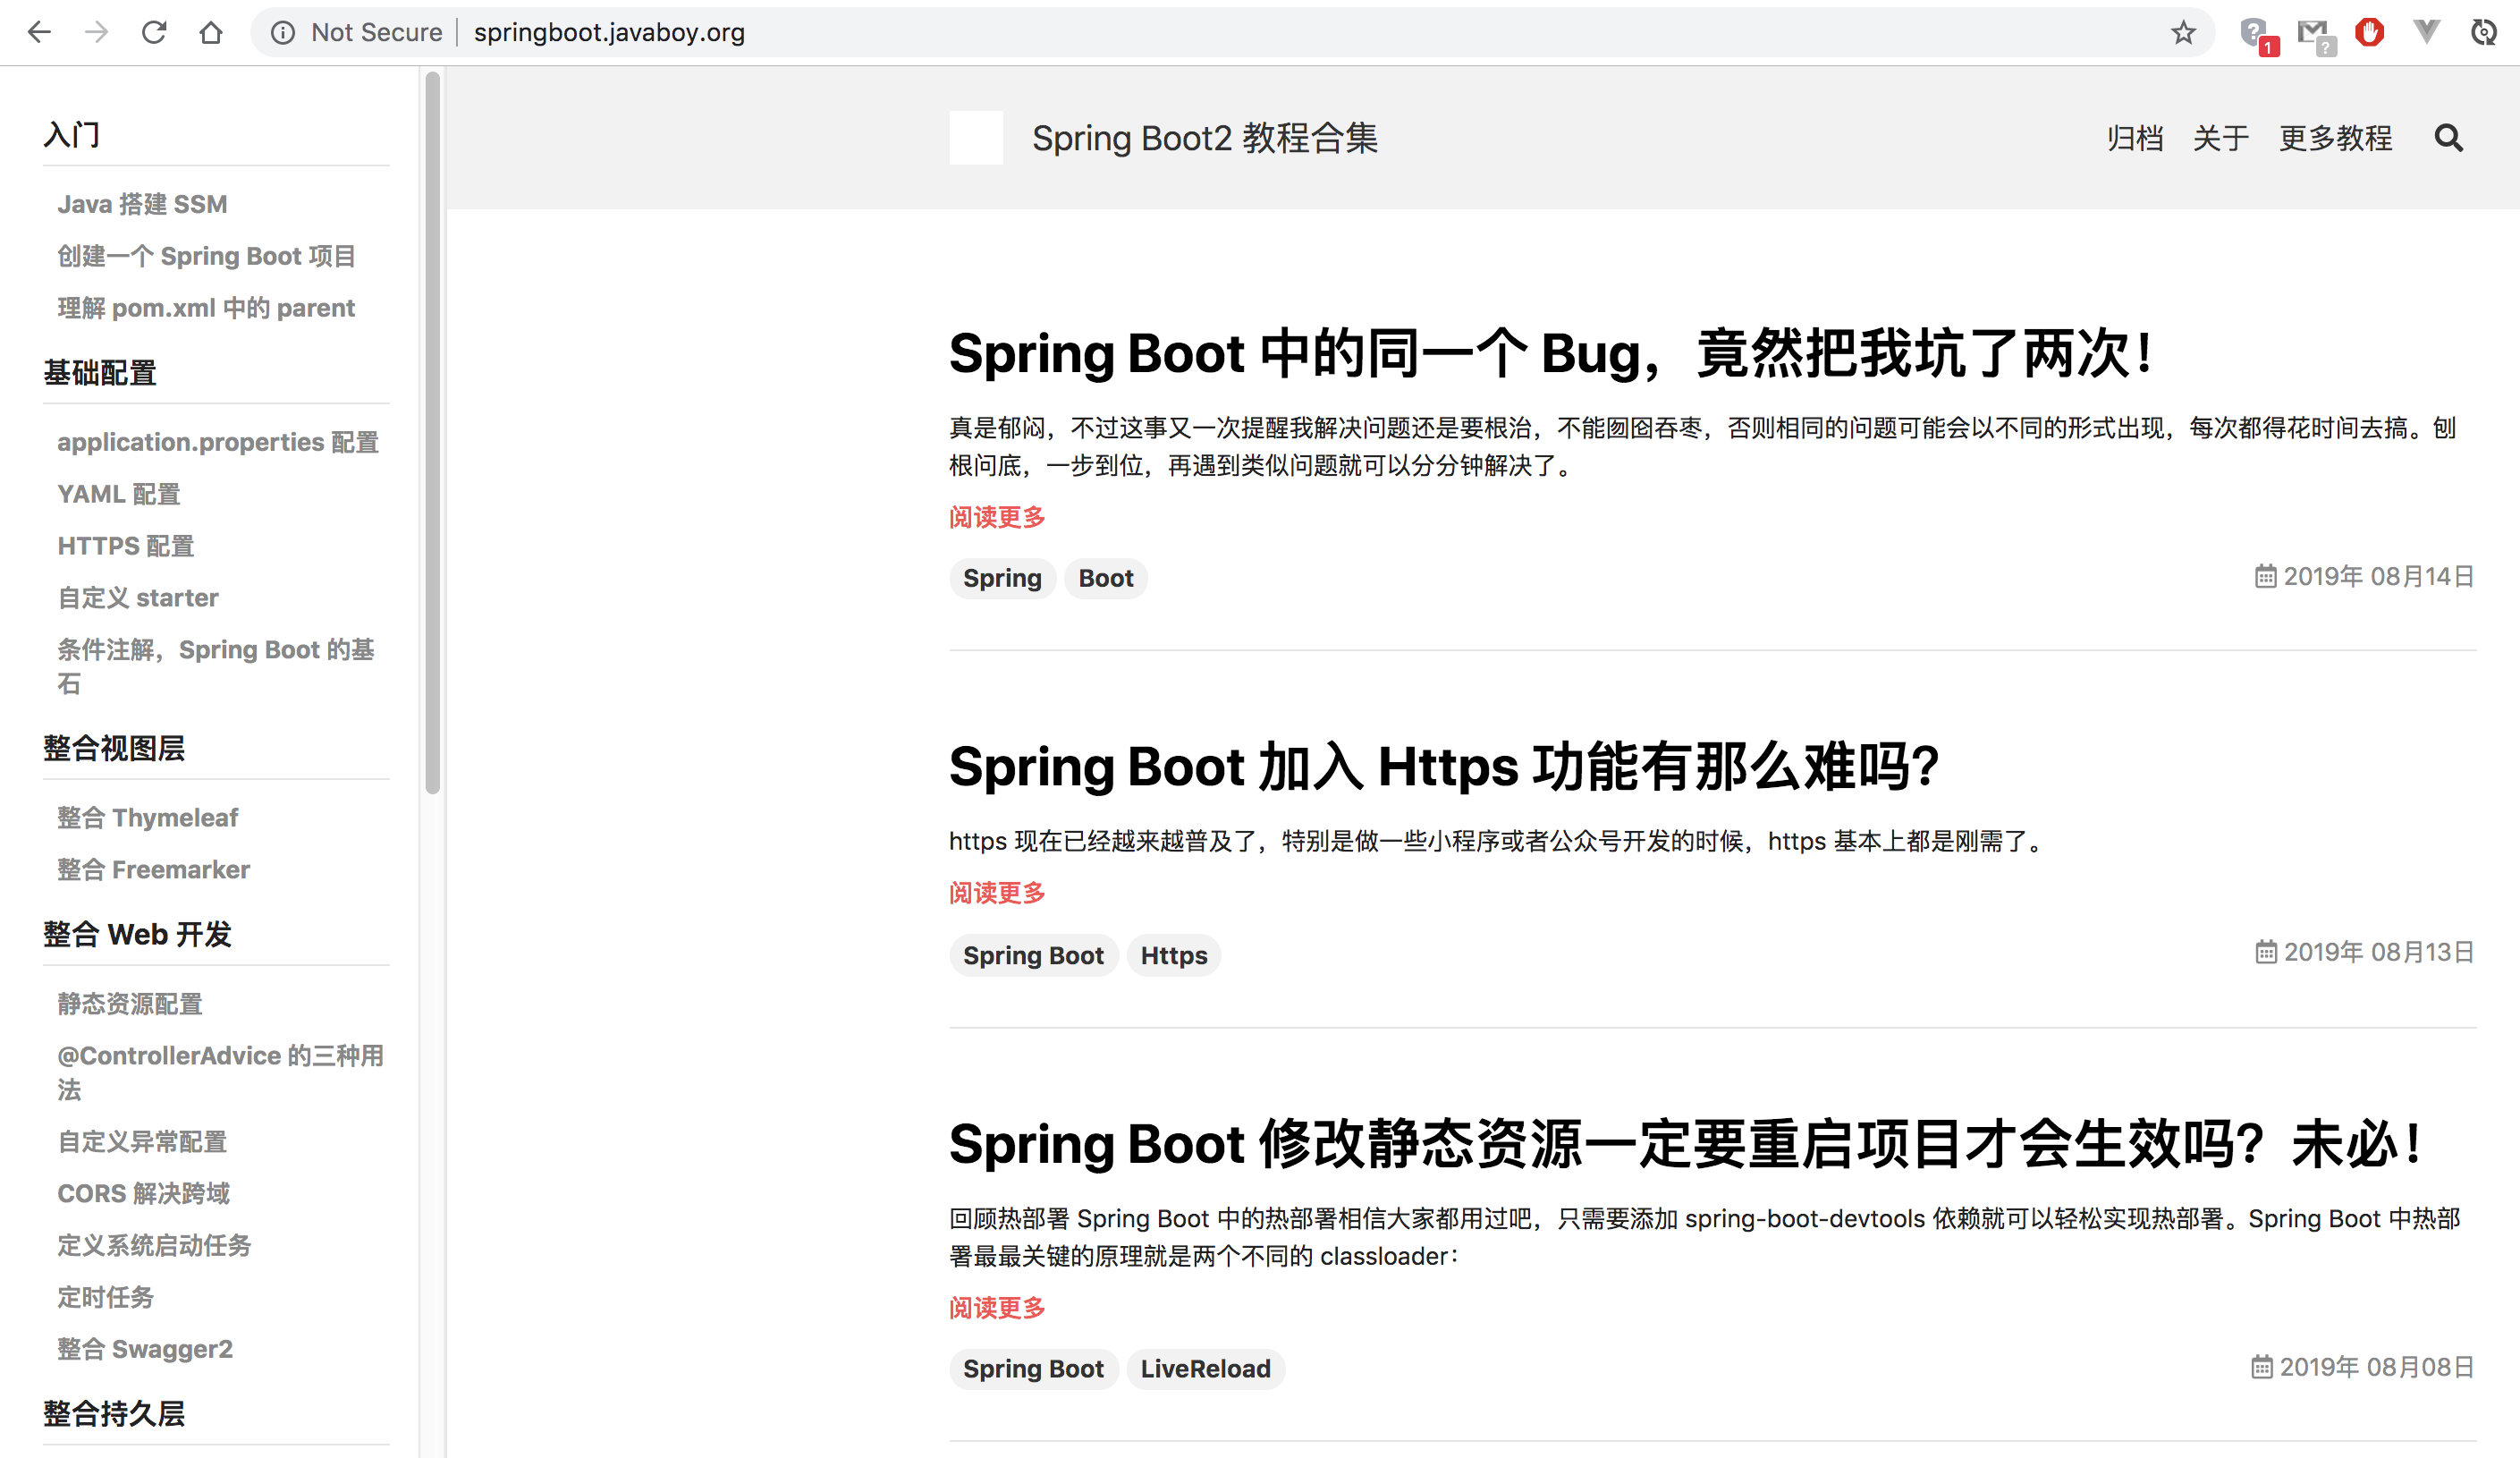 Not Secure
springboot.javaboy.org
1
?
入门
Java 搭建 SSM
创建一个 Spring Boot 项目
理解 pom.xml 中的 parent
基础配置
application.properties 配置
YAML 配置
HTTPS 配置
自定义 starter
条件注解，Spring Boot 的基
石
整合视图层
整合 Thymeleaf
整合 Freemarker
整合 Web 开发
静态资源配置
@ControllerAdvice 的三种用
法
自定义异常配置
CORS 解决跨域
定义系统启动任务
定时任务
整合 Swagger2
整合持久层
Spring Boot2 教程合集
归档 关于 更多教程
Spring Boot 中的同一个 Bug，竟然把我坑了两次！
真是郁闷，不过这事又一次提醒我解决问题还是要根治，不能囫囵吞枣，否则相同的问题可能会以不同的形式出现，每次都得花时间去搞。刨
根问底，一步到位，再遇到类似问题就可以分分钟解决了。
阅读更多
Spring Boot 2019年 08月14日
Spring Boot 加入 Https 功能有那么难吗？
https 现在已经越来越普及了，特别是做一些小程序或者公众号开发的时候，https 基本上都是刚需了。
阅读更多
Spring Boot Https 2019年 08月13日
Spring Boot 修改静态资源一定要重启项目才会生效吗？未必！
回顾热部署 Spring Boot 中的热部署相信大家都用过吧，只需要添加 spring-boot-devtools 依赖就可以轻松实现热部署。Spring Boot 中热部
署最最关键的原理就是两个不同的 classloader：
阅读更多
Spring Boot LiveReload 2019年 08月08日